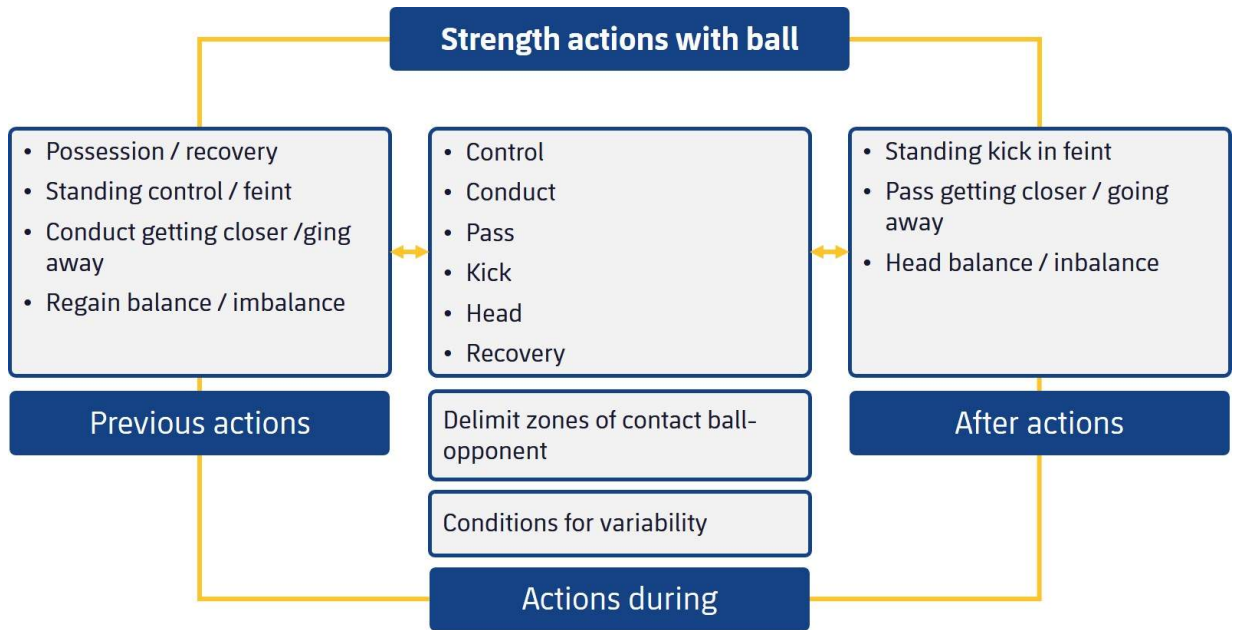 Strength actions with ball
• Possession / recovery
• Standing control / feint
• Conduct getting closer /ging
away
• Regain balance / imbalance
Previous actions
• Control
• Conduct
• Pass
• Kick
• Head
• Recovery
Delimit zones of contact ball-
opponent
Conditions for variability
Actions during
• Standing kick in feint
• Pass getting closer / going
away
• Head balance / inbalance
After actions